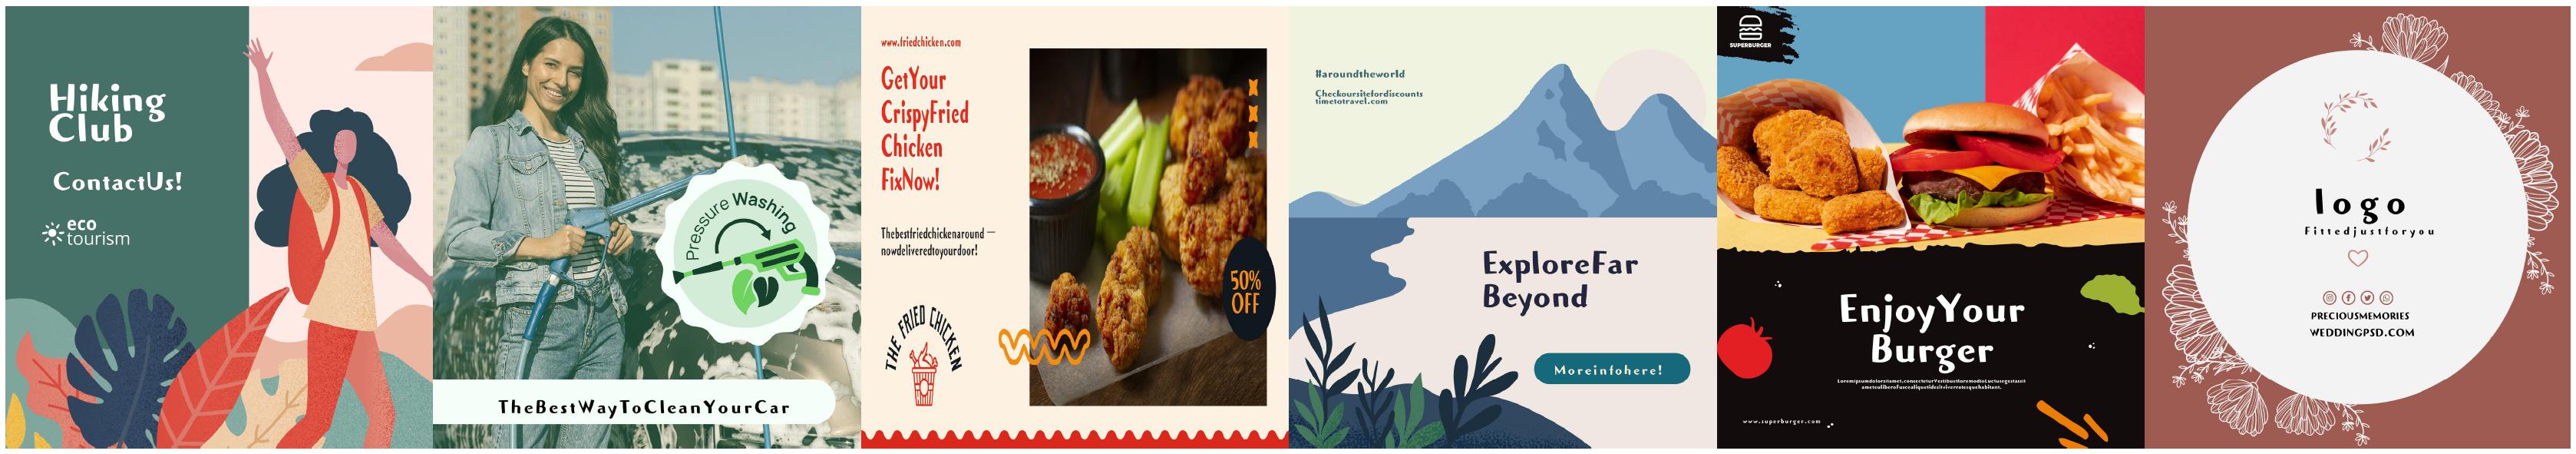 Hiking
Club
ContactUs!
eco
tourism
Pressure Washing
TheBestWayToCleanYourCar
www.friedchicken.com
GetYour
CrispyFried
Chicken
FixNow!
Thebestfriedchickenaround —
nowdeliveredtoyourdoor!
THE FRIED CHICKEN
50%
OFF
#aroundtheworld
Checkoursitefordiscounts
timetotravel.com
ExploreFar
Beyond
Moreinfohere!
SUPERBURGER
EnjoyYour
Burger
www.superburger.com
logo
Fittedjustforyou
PRECIOUSMEMORIES
WEDDINGPSD.COM